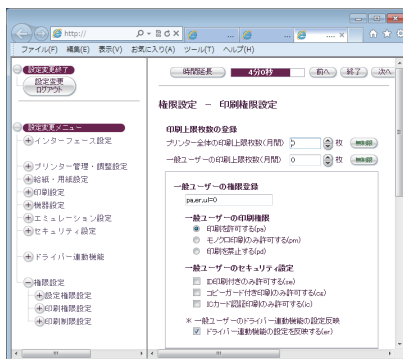 http://
ファイル(F) 編集(E) 表示(V) お気に入り(A) ツール(T) ヘルプ(H)
設定変更終了
設定変更
ログアウト
設定変更メニュー
インターフェース設定
プリンター管理・調整設定
給紙・用紙設定
印刷設定
機器設定
エミュレーション設定
セキュリティ設定
ドライバー連動機能
権限設定
設定権限設定
印刷権限設定
印刷制限設定
時間延長 4分0秒 前へ 終了 次へ
権限設定 － 印刷権限設定
印刷上限枚数の登録
プリンター全体の印刷上限枚数(月間) 0 枚 無制限
一般ユーザーの印刷上限枚数(月間) 0 枚 無制限
一般ユーザーの権限登録
pa,er,ul=0
一般ユーザーの印刷権限
印刷を許可する(pa)
モノクロ印刷のみ許可する(pm)
印刷を禁止する(pd)
一般ユーザーのセキュリティ設定
ID印刷付きのみ許可する(se)
コピーガード付き印刷のみ許可する(cg)
ICカード認証印刷のみ許可する(ic)
＊ 一般ユーザーのドライバー連動機能の設定反映
ドライバー連動機能の設定を反映する(er)